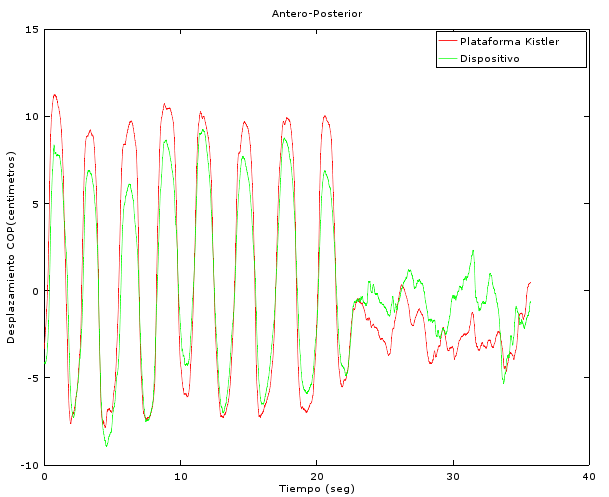 Antero-Posterior
Plataforma Kistler
Dispositivo
Desplazamiento COP(centimetros)
15
10
5
0
-5
-10
0
10
20
30
40
Tiempo (seg)